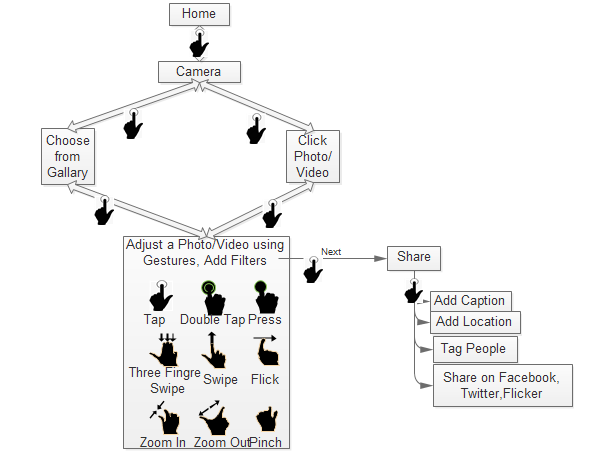 Home
Camera
Choose
from
Gallary
Click
Photo/
Video
Adjust a Photo/Video using
Gestures, Add Filters
Next
Share
Tap
Double Tap
Press
Three Fingre
Swipe
Swipe
Flick
Zoom In
Zoom Out
Pinch
Add Caption
Add Location
Tag People
Share on Facebook,
Twitter,Flicker